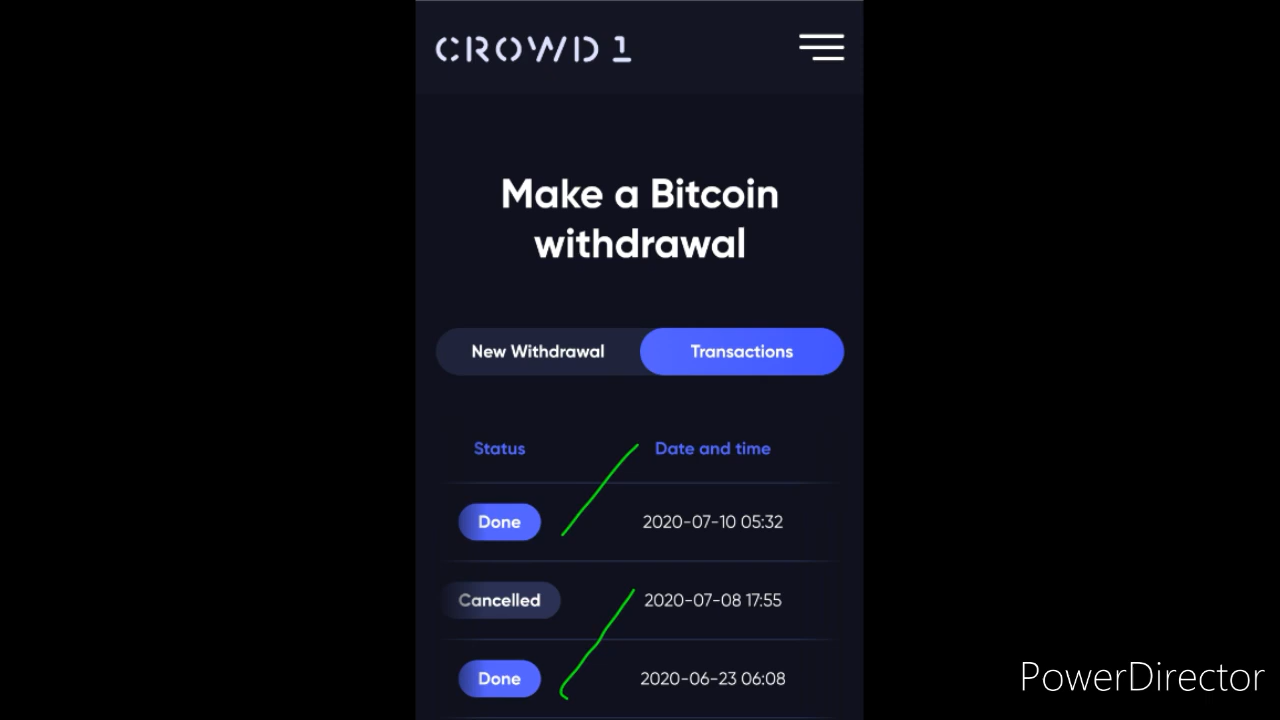 CROWD 1
Make a Bitcoin
withdrawal
New Withdrawal Transactions
Status Date and time
Done 2020-07-10 05:32
Cancelled 2020-07-08 17:55
Done 2020-06-23 06:08
PowerDirector